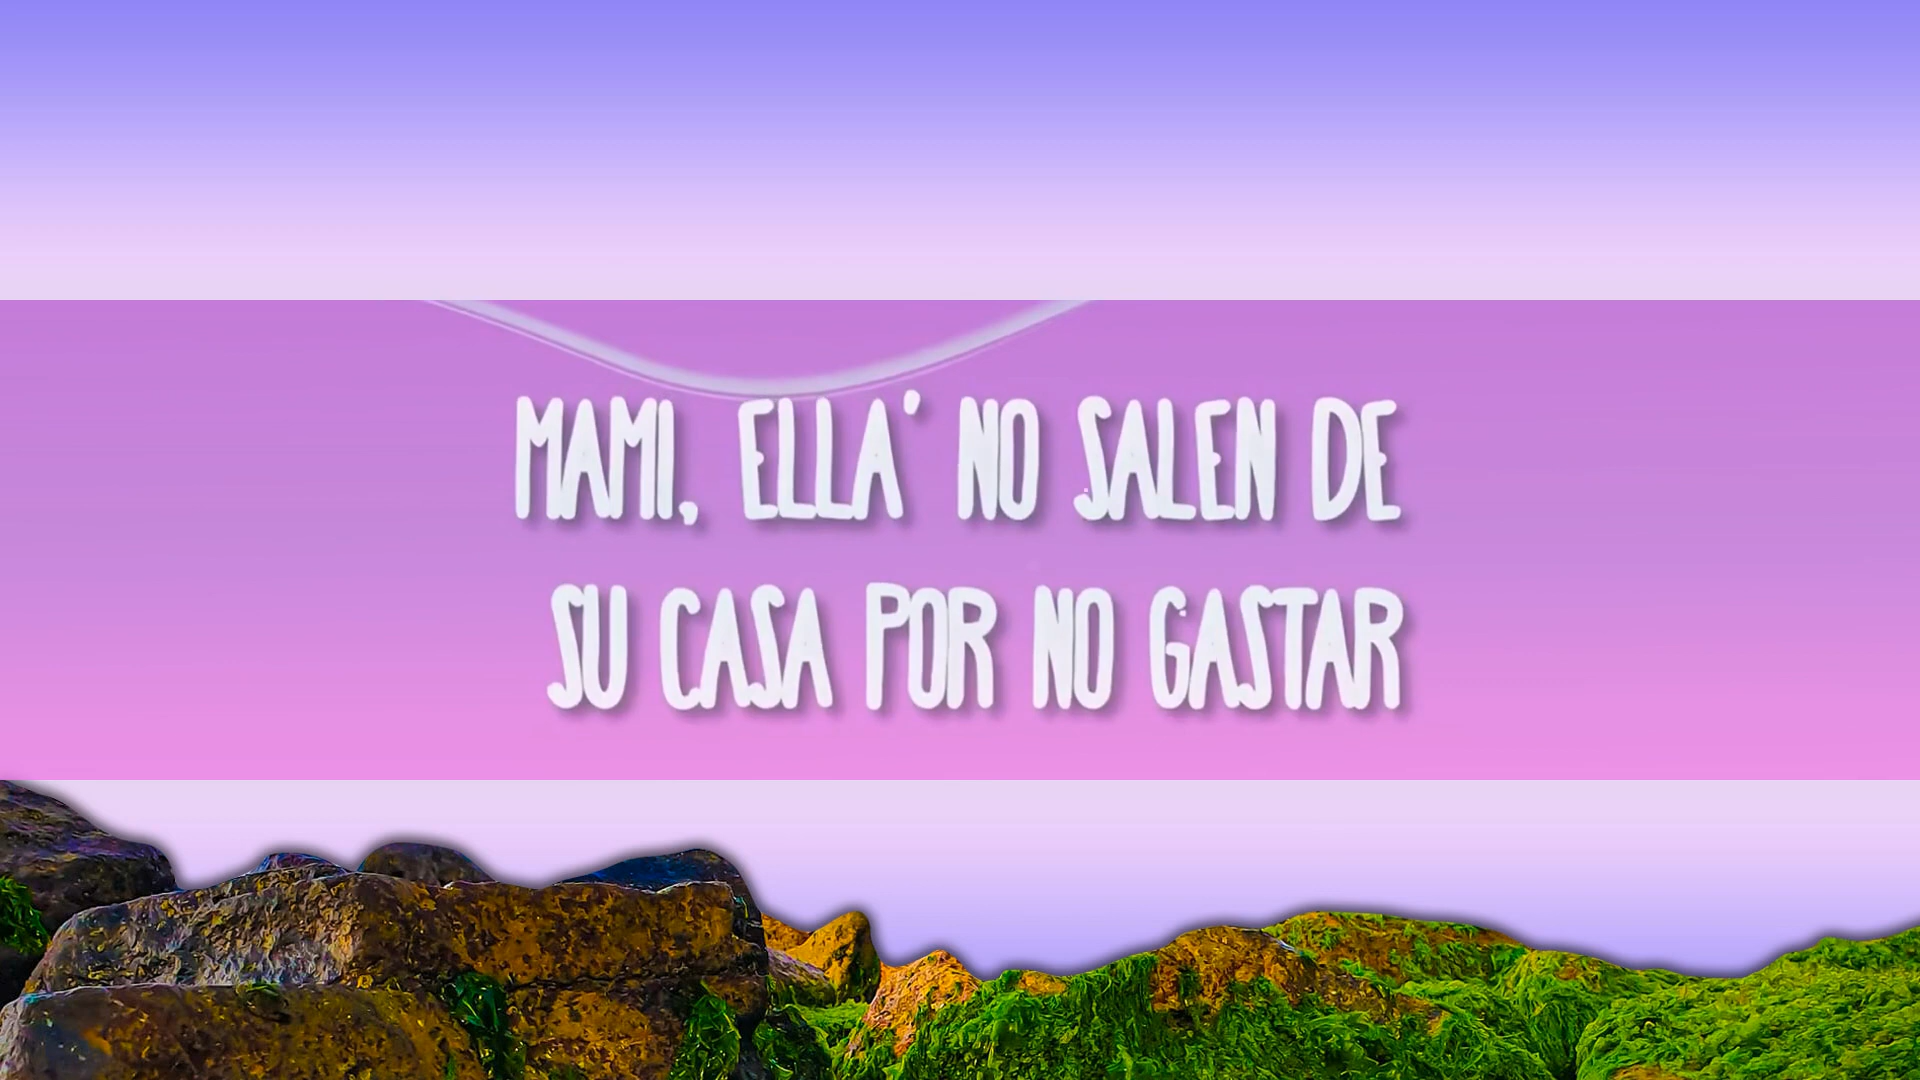 MAMI, ELLA' NO SALEN DE
SU CASA POR NO GASTAR